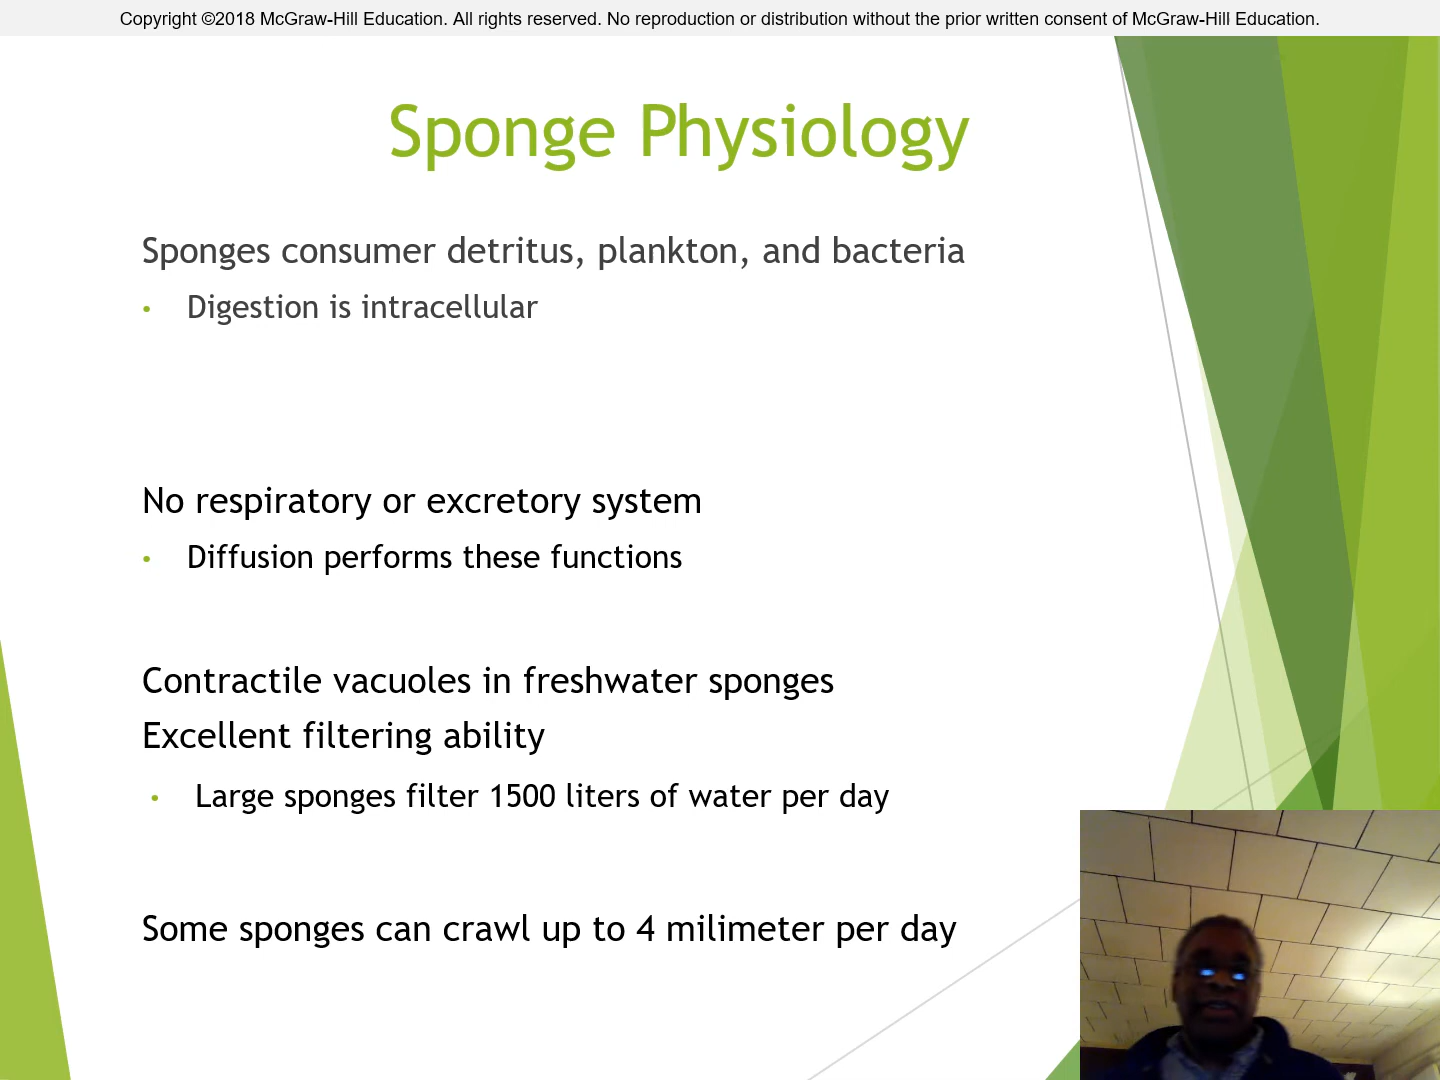 Copyright ©2018 McGraw-Hill Education. All rights reserved. No reproduction or distribution without the prior written consent of McGraw-Hill Education.
Sponge Physiology
Sponges consumer detritus, plankton, and bacteria
• Digestion is intracellular
No respiratory or excretory system
• Diffusion performs these functions
Contractile vacuoles in freshwater sponges
Excellent filtering ability
• Large sponges filter 1500 liters of water per day
Some sponges can crawl up to 4 milimeter per day